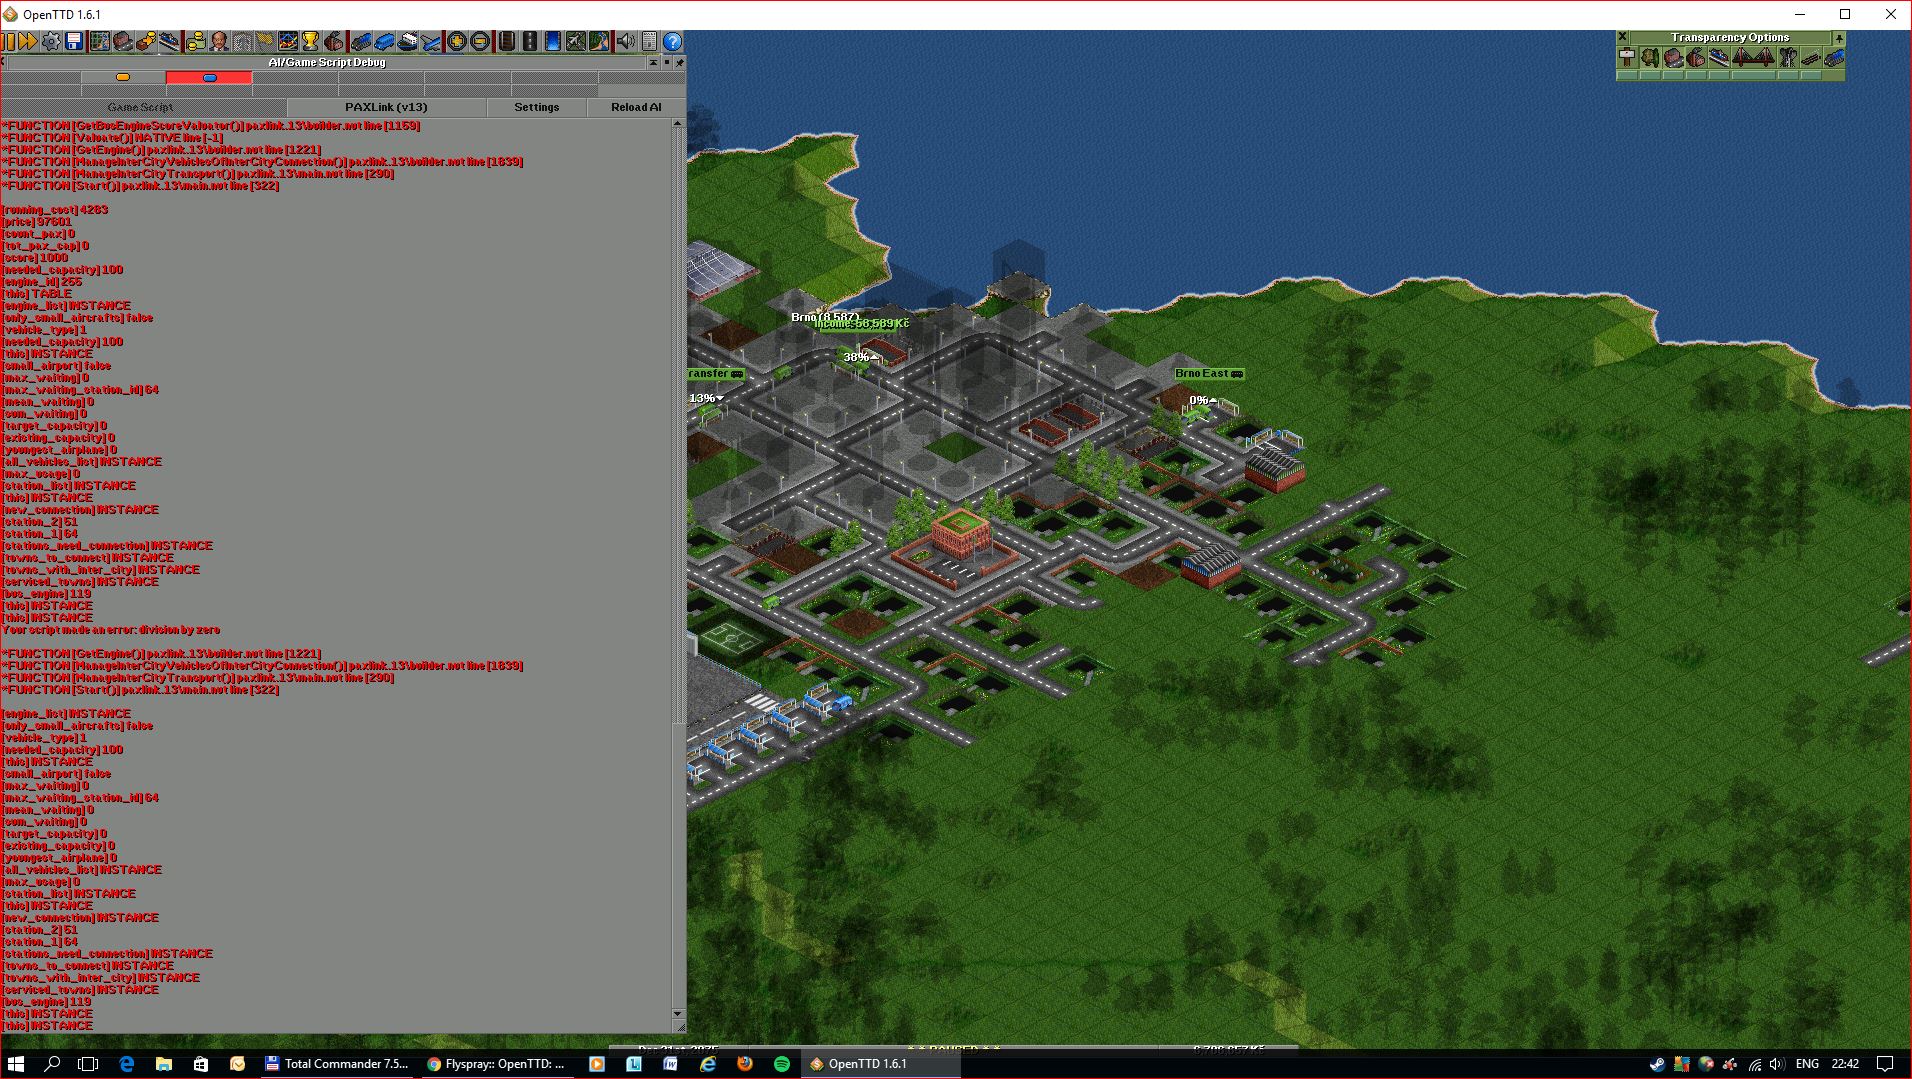 OpenTTD 1.6.1
Transparency Options
AI/Game Script Debug
Game Script
PAXLink (v13)
Settings
Reload AI
*FUNCTION [GetBusEngineScoreValuator()] paxlink.13\builder.nut line [1159]
*FUNCTION [Valuate()] NATIVE line [-1]
*FUNCTION [GetEngine()] paxlink.13\builder.nut line [1221]
*FUNCTION [ManageInterCityVehiclesOfInterCityConnection()] paxlink.13\builder.nut line [1839]
*FUNCTION [ManageInterCityTransport()] paxlink.13\main.nut line [290]
*FUNCTION [Start()] paxlink.13\main.nut line [322]
[running_cost] 4283
[price] 97601
[count_pax] 0
[tot_pax_cap] 0
[score] 1000
[needed_capacity] 100
[engine_id] 255
[this] TABLE
[engine_list] INSTANCE
[only_small_aircrafts] false
[vehicle_type] 1
[needed_capacity] 100
[this] INSTANCE
[small_airport] false
[max_waiting] 0
[max_waiting_station_id] 64
[mean_waiting] 0
[sum_waiting] 0
[target_capacity] 0
[existing_capacity] 0
[youngest_airplane] 0
[all_vehicles_list] INSTANCE
[max_usage] 0
[station_list] INSTANCE
[this] INSTANCE
[new_connection] INSTANCE
[station_2] 51
[station_1] 64
[stations_need_connection] INSTANCE
[towns_to_connect] INSTANCE
[towns_with_inter_city] INSTANCE
[serviced_towns] INSTANCE
[bus_engine] 119
[this] INSTANCE
[this] INSTANCE
Your script made an error: division by zero
*FUNCTION [GetEngine()] paxlink.13\builder.nut line [1221]
*FUNCTION [ManageInterCityVehiclesOfInterCityConnection()] paxlink.13\builder.nut line [1839]
*FUNCTION [ManageInterCityTransport()] paxlink.13\main.nut line [290]
*FUNCTION [Start()] paxlink.13\main.nut line [322]
[engine_list] INSTANCE
[only_small_aircrafts] false
[vehicle_type] 1
[needed_capacity] 100
[this] INSTANCE
[small_airport] false
[max_waiting] 0
[max_waiting_station_id] 64
[mean_waiting] 0
[sum_waiting] 0
[target_capacity] 0
[existing_capacity] 0
[youngest_airplane] 0
[all_vehicles_list] INSTANCE
[max_usage] 0
[station_list] INSTANCE
[this] INSTANCE
[new_connection] INSTANCE
[station_2] 51
[station_1] 64
[stations_need_connection] INSTANCE
[towns_to_connect] INSTANCE
[towns_with_inter_city] INSTANCE
[serviced_towns] INSTANCE
[bus_engine] 119
[this] INSTANCE
[this] INSTANCE
Brno (8,587)
Income: 58,589 Kč
38%
ransfer
13%
Brno East
0%
* * PAUSED * *
Total Commander 7.5...
Flyspray:: OpenTTD: ...
OpenTTD 1.6.1
ENG
22:42